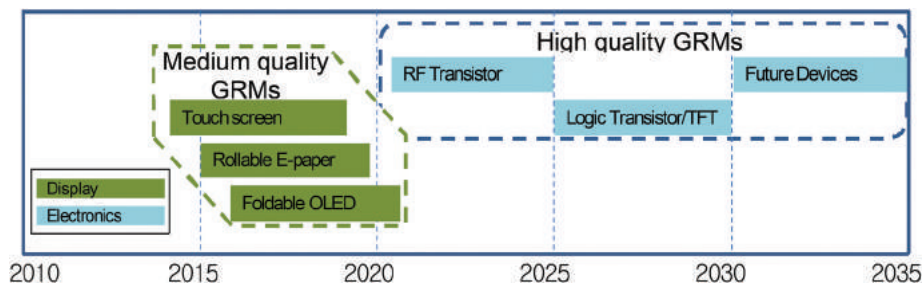 High quality GRMs
Medium quality
GRMs
RF Transistor
Future Devices
Touch screen
Logic Transistor/TFT
Rollable E-paper
Foldable OLED
Display
Electronics
2010 2015 2020 2025 2030 2035